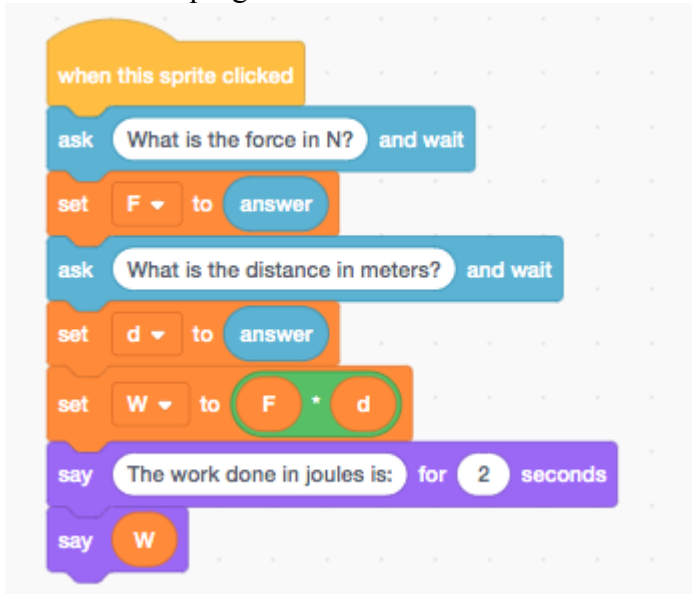 when this sprite clicked
ask What is the force in N? and wait
set F to answer
ask What is the distance in meters? and wait
set d to answer
set W to F * d
say The work done in joules is: for 2 seconds
say W